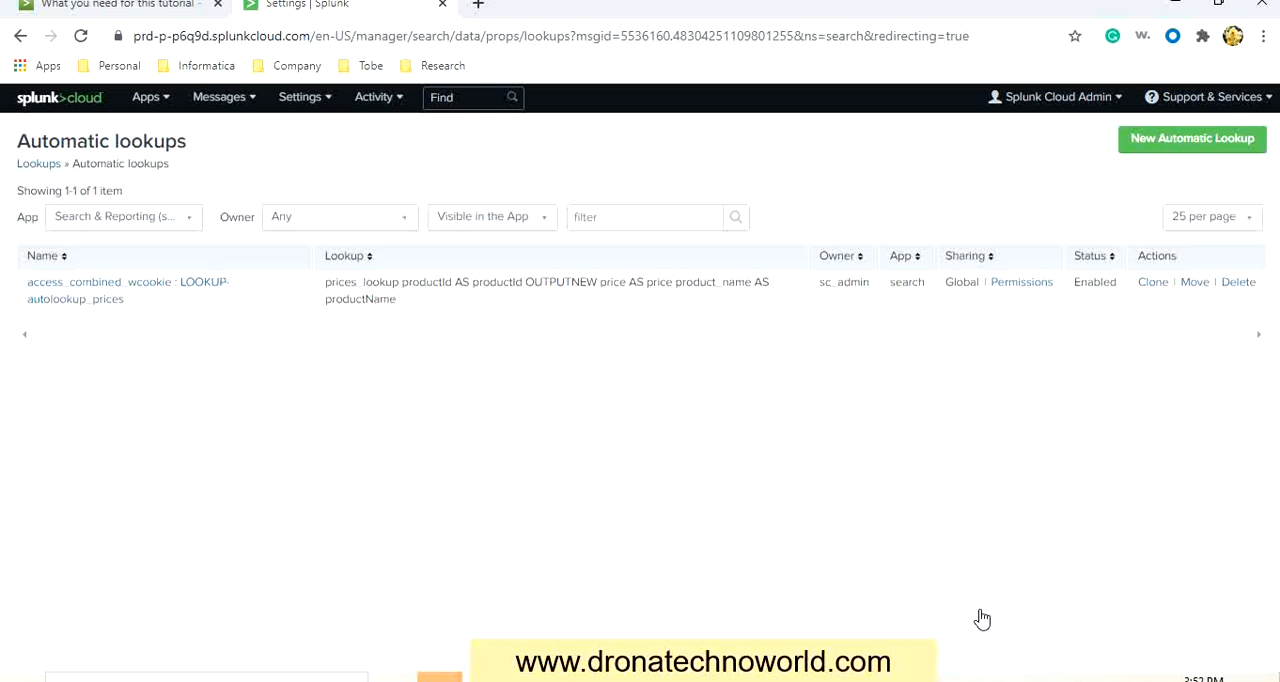 What you need for this tutorial -
Settings | Splunk
prd-p-p6q9d.splunkcloud.com/en-US/manager/search/data/props/lookups?msgid=5536160.48304251109801255&ns=search&redirecting=true
Apps Personal Informatica Company Tobe Research
splunk>cloud Apps Messages Settings Activity Find Splunk Cloud Admin Support & Services
Automatic lookups
New Automatic Lookup
Lookups » Automatic lookups
Showing 1-1 of 1 item
App Search & Reporting (s... Owner Any Visible in the App filter 25 per page
Name Lookup Owner App Sharing Status Actions
access_combined_wcookie : LOOKUP-
autolookup_prices
prices_lookup productId AS productId OUTPUTNEW price AS price product_name AS
productName
sc_admin search Global | Permissions Enabled Clone | Move | Delete
www.dronatechnoworld.com
3:52 PM